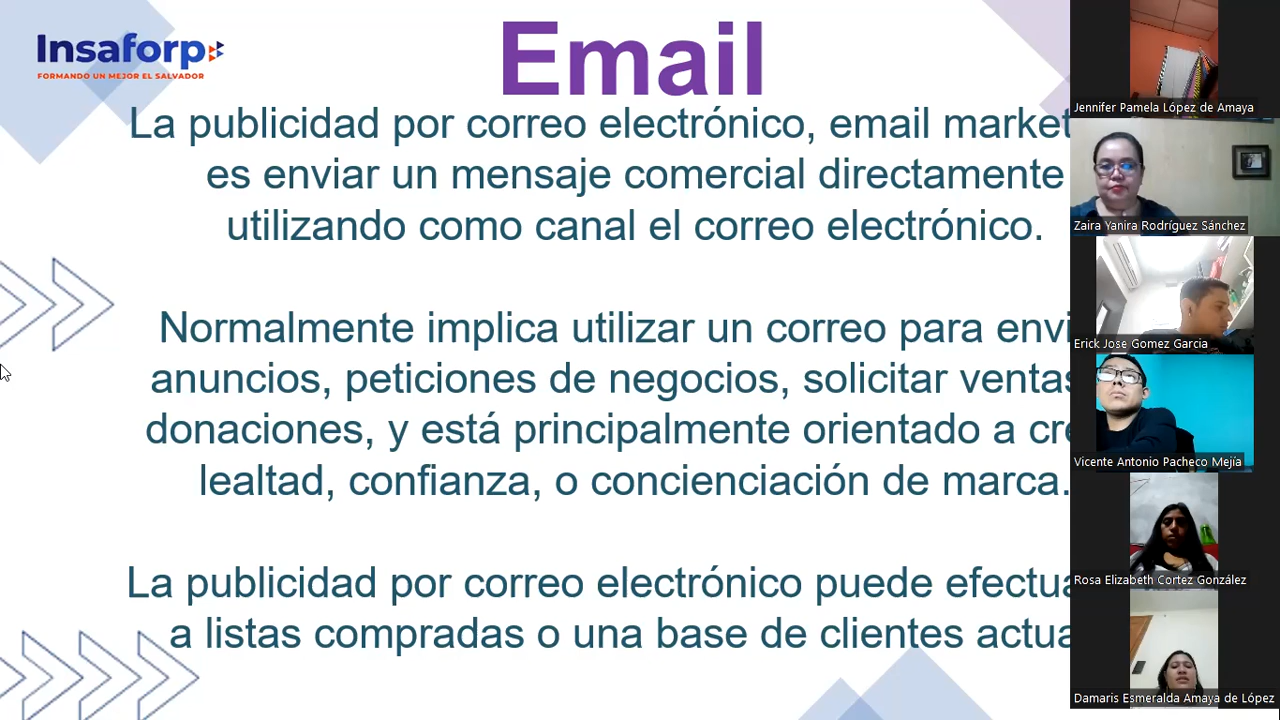 Insaforp
FORMANDO UN MEJOR EL SALVADOR
Email
La publicidad por correo electrónico, email market
es enviar un mensaje comercial directamente
utilizando como canal el correo electrónico.
Normalmente implica utilizar un correo para envi
anuncios, peticiones de negocios, solicitar ventas
donaciones, y está principalmente orientado a cre
lealtad, confianza, o concienciación de marca.
La publicidad por correo electrónico puede efectua
a listas compradas o una base de clientes actua
Jennifer Pamela López de Amaya
Zaira Yanira Rodríguez Sánchez
Erick Jose Gomez Garcia
Vicente Antonio Pacheco Mejía
Rosa Elizabeth Cortez González
Damaris Esmeralda Amaya de López